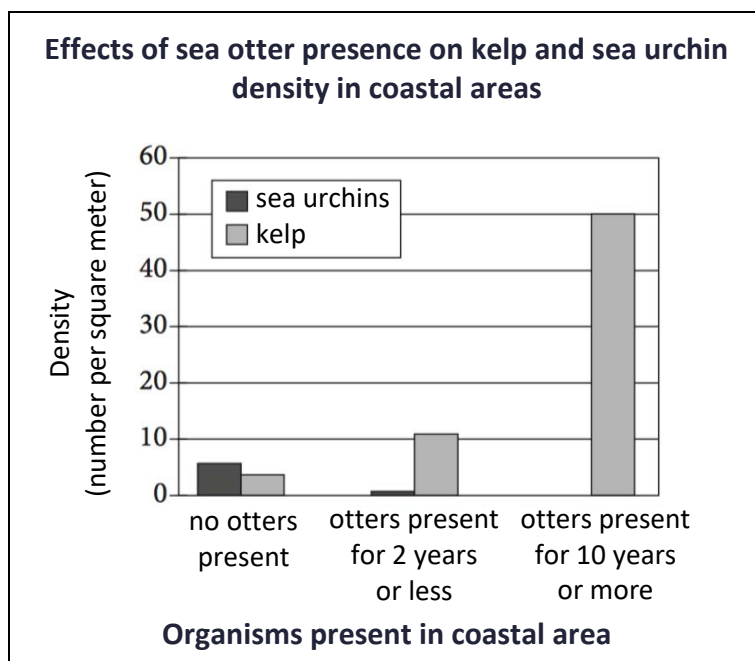 Effects of sea otter presence on kelp and sea urchin
density in coastal areas
Density
(number per square meter)
60
50
40
30
20
10
0
sea urchins
kelp
no otters
present
otters present
for 2 years
or less
otters present
for 10 years
or more
Organisms present in coastal area